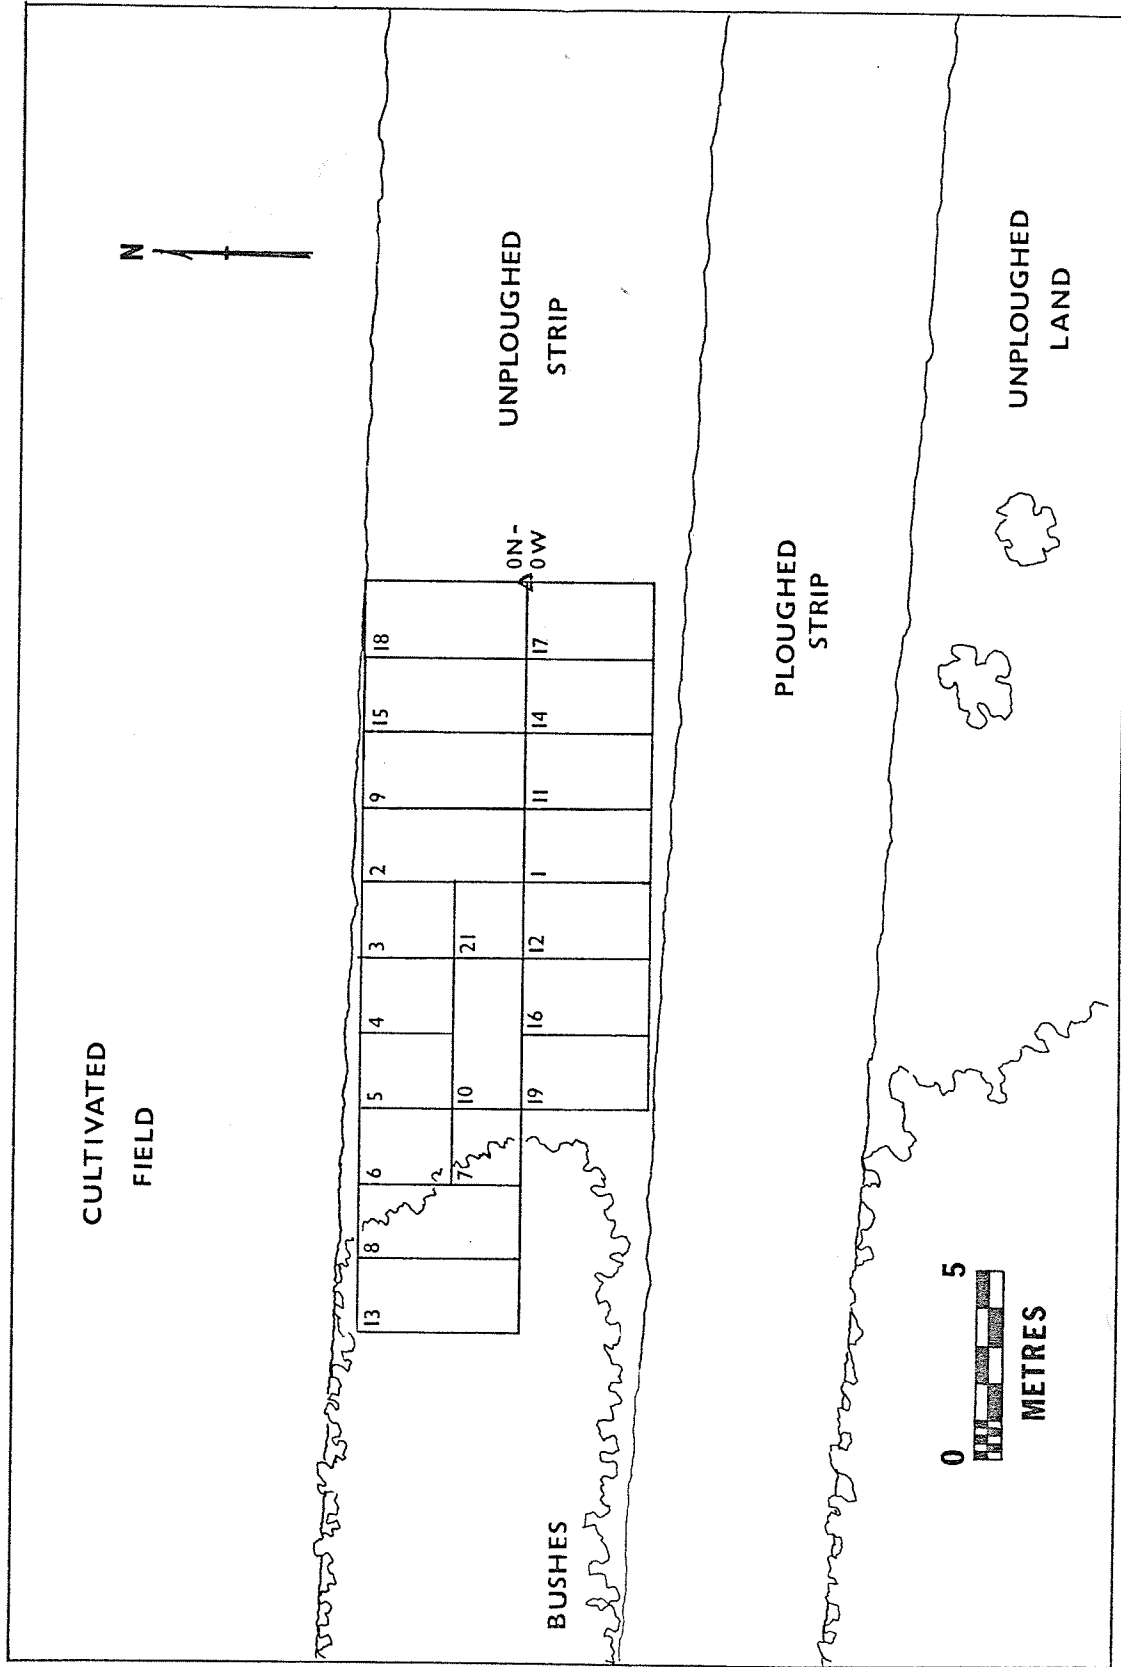 N
CULTIVATED
FIELD
UNPLOUGHED
STRIP
0N-
0W
13
8
6
5
4
3
2
9
15
18
7
10
21
19
16
12
1
11
14
17
BUSHES
PLOUGHED
STRIP
UNPLOUGHED
LAND
0 5
METRES